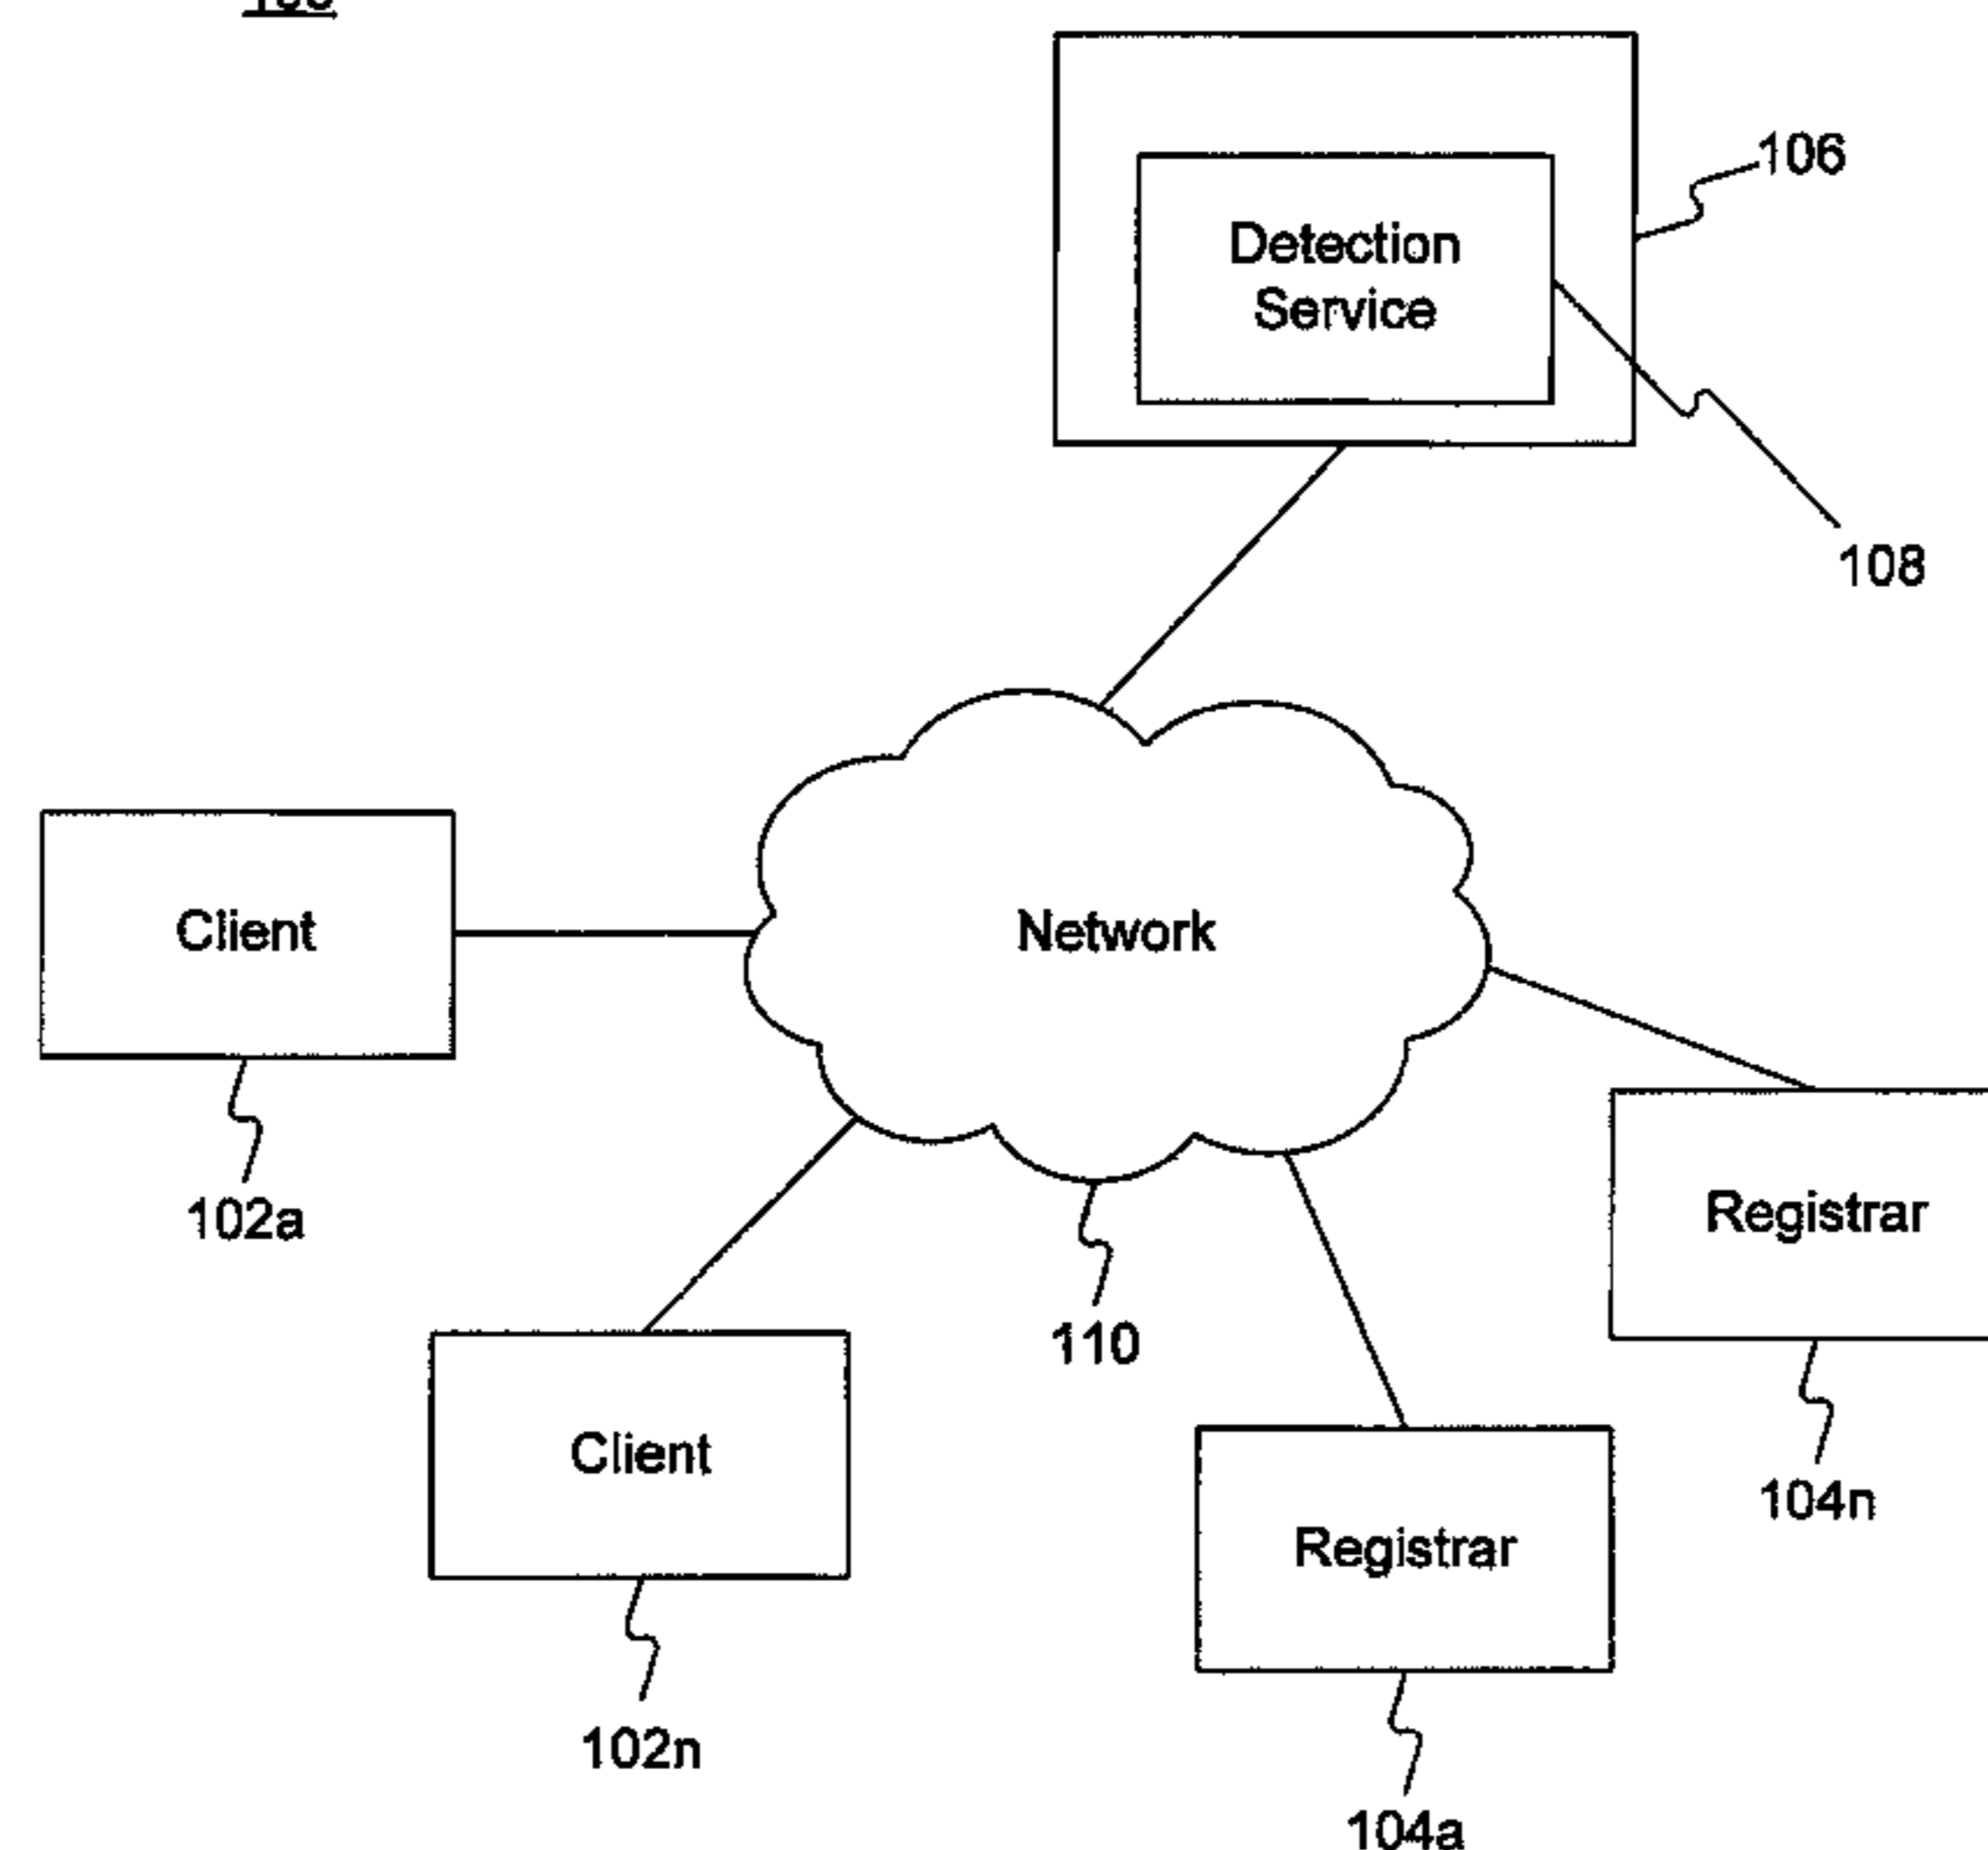 106
Detection
Service
108
Client
Network
102a
Registrar
110
104n
Client
Registrar
102n
104a